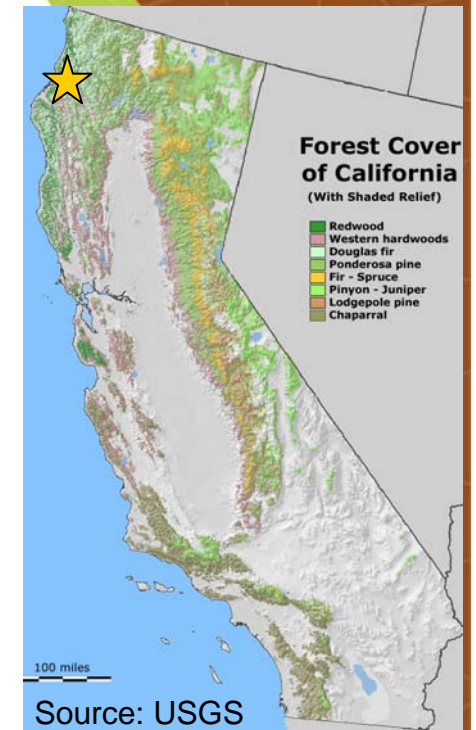 Forest Cover
of California
(With Shaded Relief)
Redwood
Western hardwoods
Douglas fir
Ponderosa pine
Fir - Spruce
Pinyon - Juniper
Lodgepole pine
Chaparral
100 miles
Source: USGS